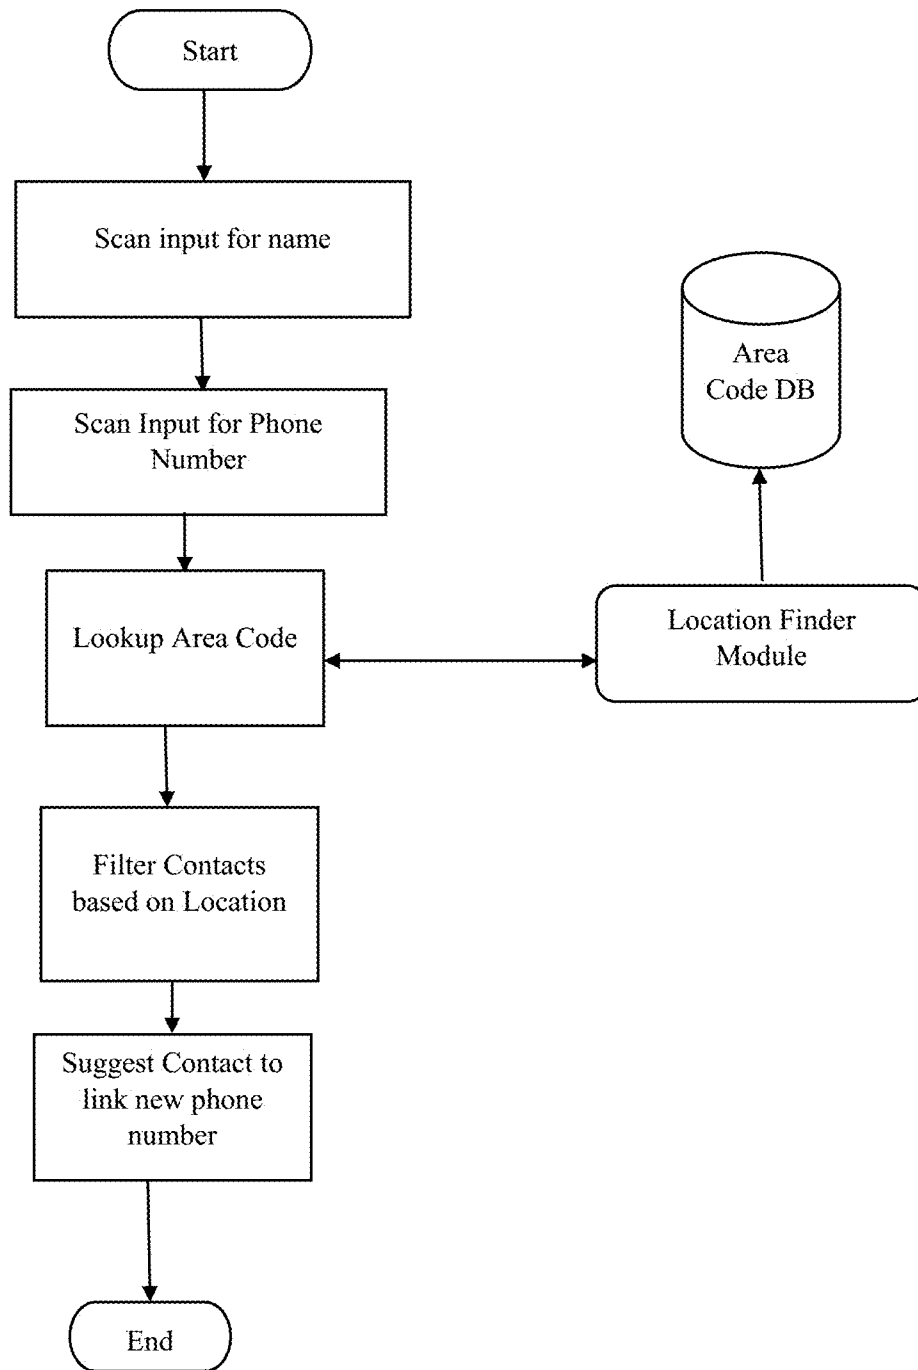 Start
Scan input for name
Scan Input for Phone
Number
Lookup Area Code
Filter Contacts
based on Location
Suggest Contact to
link new phone
number
End
Area
Code DB
Location Finder
Module